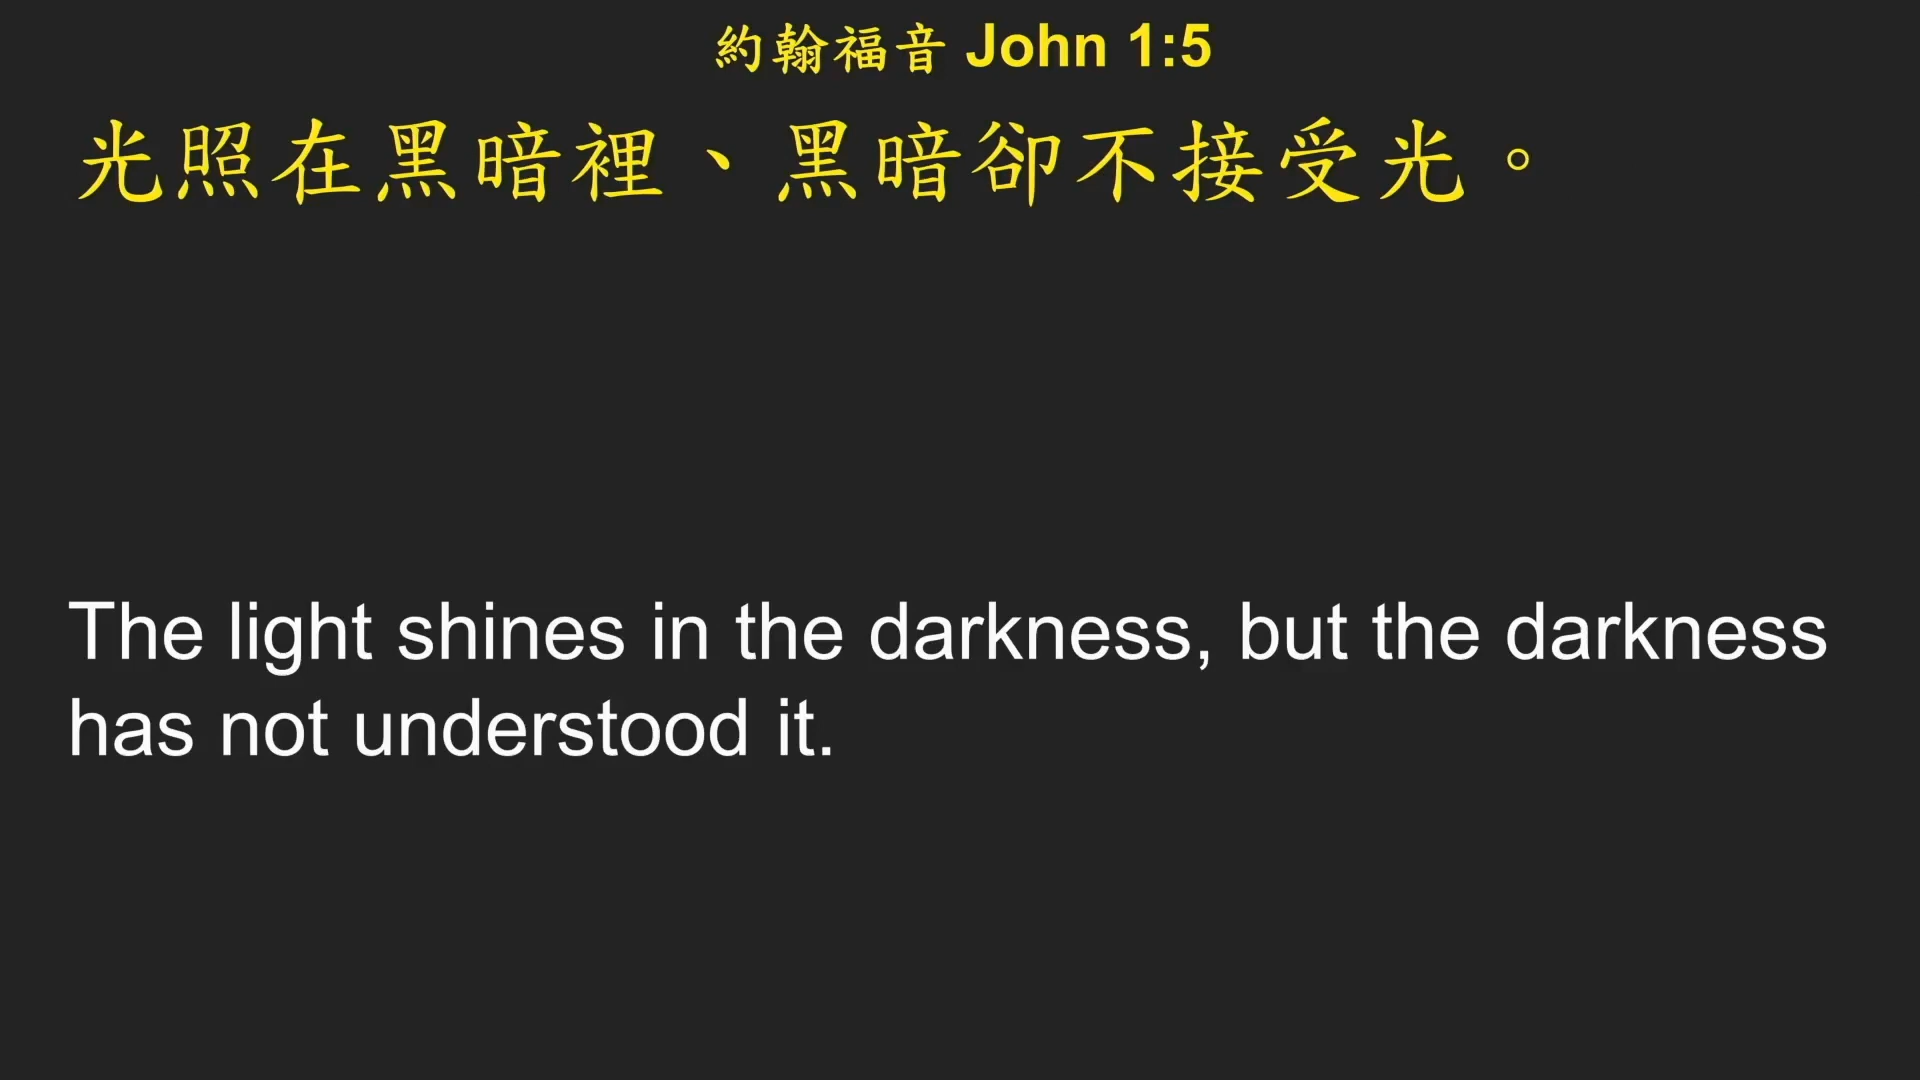 約翰福音 John 1:5
光照在黑暗裡、黑暗卻不接受光。
The light shines in the darkness, but the darkness
has not understood it.